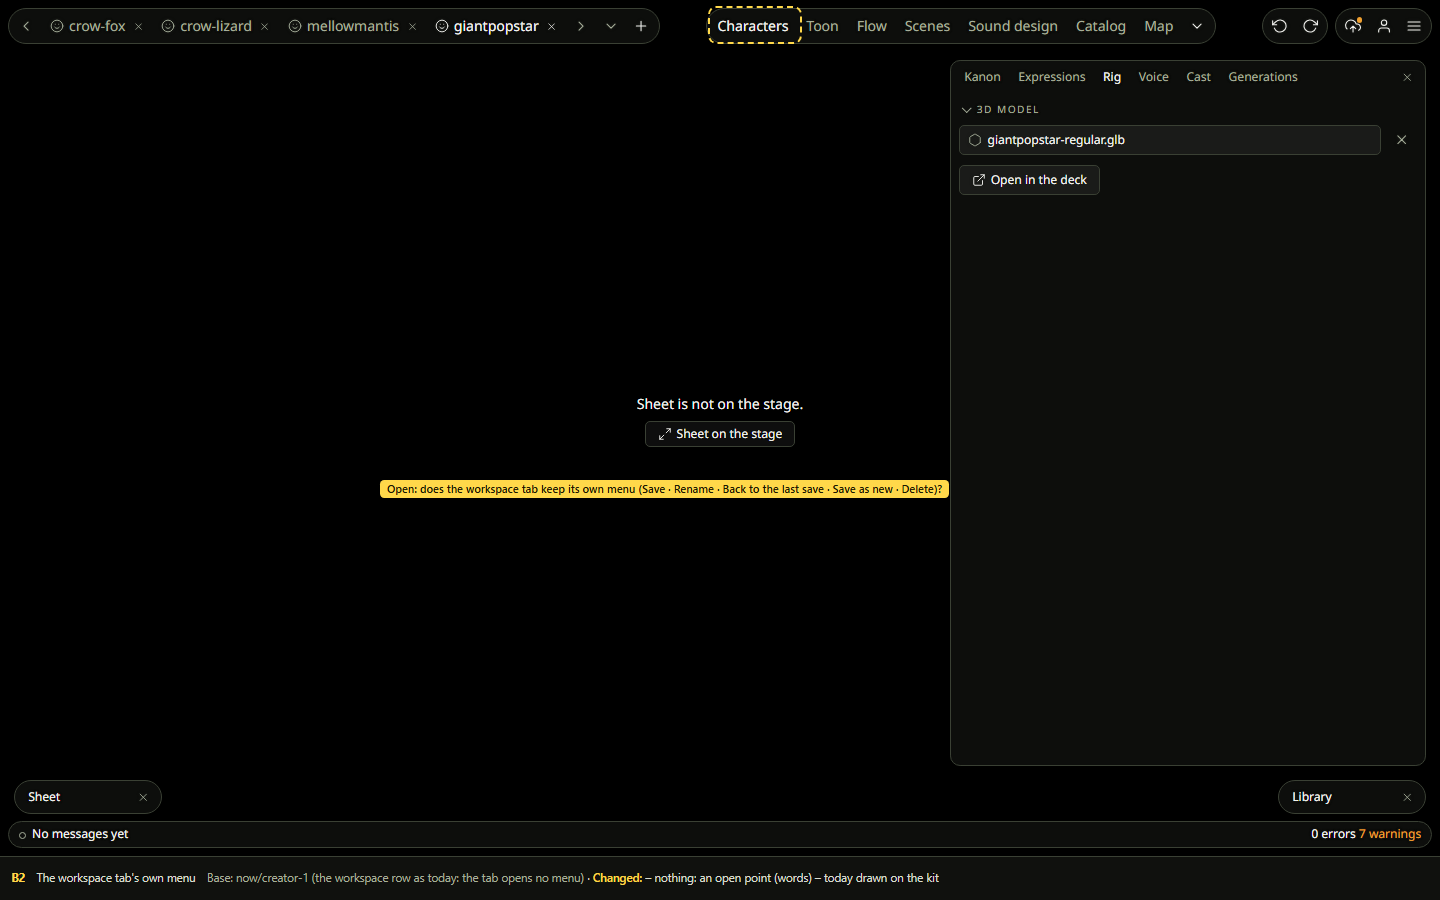 crow-fox crow-lizard mellowmantis giantpopstar
Characters Toon Flow Scenes Sound design Catalog Map
Kanon Expressions Rig Voice Cast Generations
3D MODEL
giantpopstar-regular.glb
Open in the deck
Sheet is not on the stage.
Sheet on the stage
Open: does the workspace tab keep its own menu (Save · Rename · Back to the last save · Save as new · Delete)?
Sheet
Library
No messages yet
0 errors 7 warnings
B2 The workspace tab's own menu Base: now/creator-1 (the workspace row as today: the tab opens no menu) · Changed: – nothing: an open point (words) – today drawn on the kit